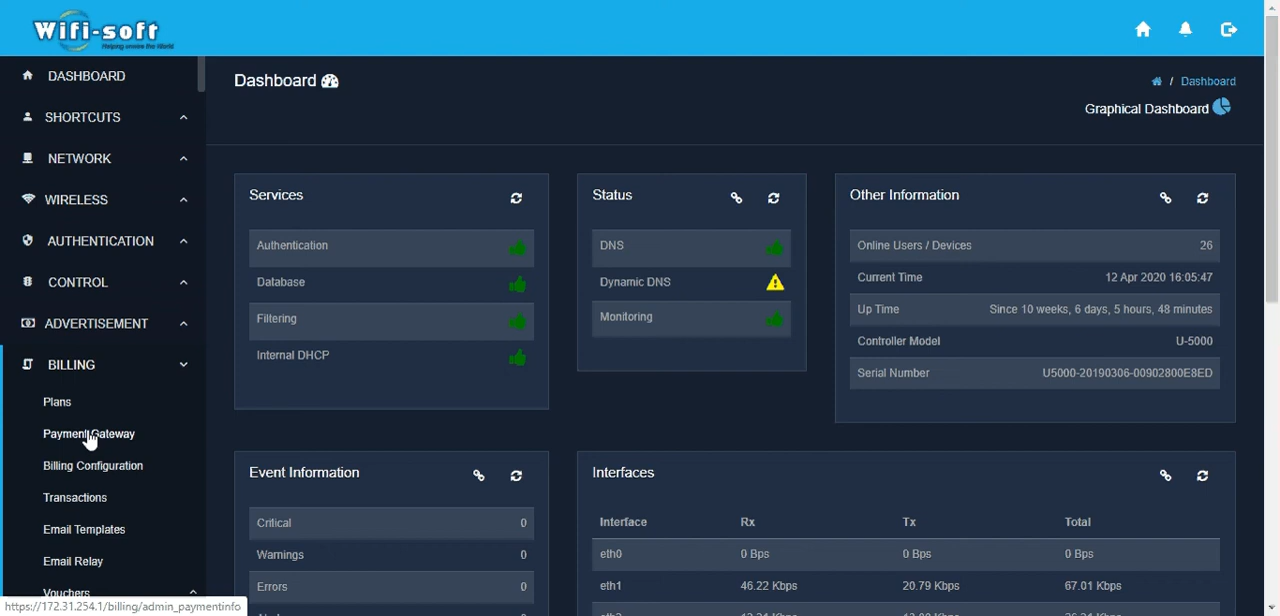 Wifi-soft
Helping unwire the World
DASHBOARD
SHORTCUTS
NETWORK
WIRELESS
AUTHENTICATION
CONTROL
ADVERTISEMENT
BILLING
Plans
Payment Gateway
Billing Configuration
Transactions
Email Templates
Email Relay
Vouchers
https://172.31.254.1/billing/admin_paymentinfo
Dashboard
/ Dashboard
Graphical Dashboard
Services
Authentication
Database
Filtering
Internal DHCP
Status
DNS
Dynamic DNS
Monitoring
Other Information
Online Users / Devices 26
Current Time 12 Apr 2020 16:05:47
Up Time Since 10 weeks, 6 days, 5 hours, 48 minutes
Controller Model U-5000
Serial Number U5000-20190306-00902800E8ED
Event Information
Critical 0
Warnings 0
Errors 0
Interfaces
Interface Rx Tx Total
eth0 0 Bps 0 Bps 0 Bps
eth1 46.22 Kbps 20.79 Kbps 67.01 Kbps